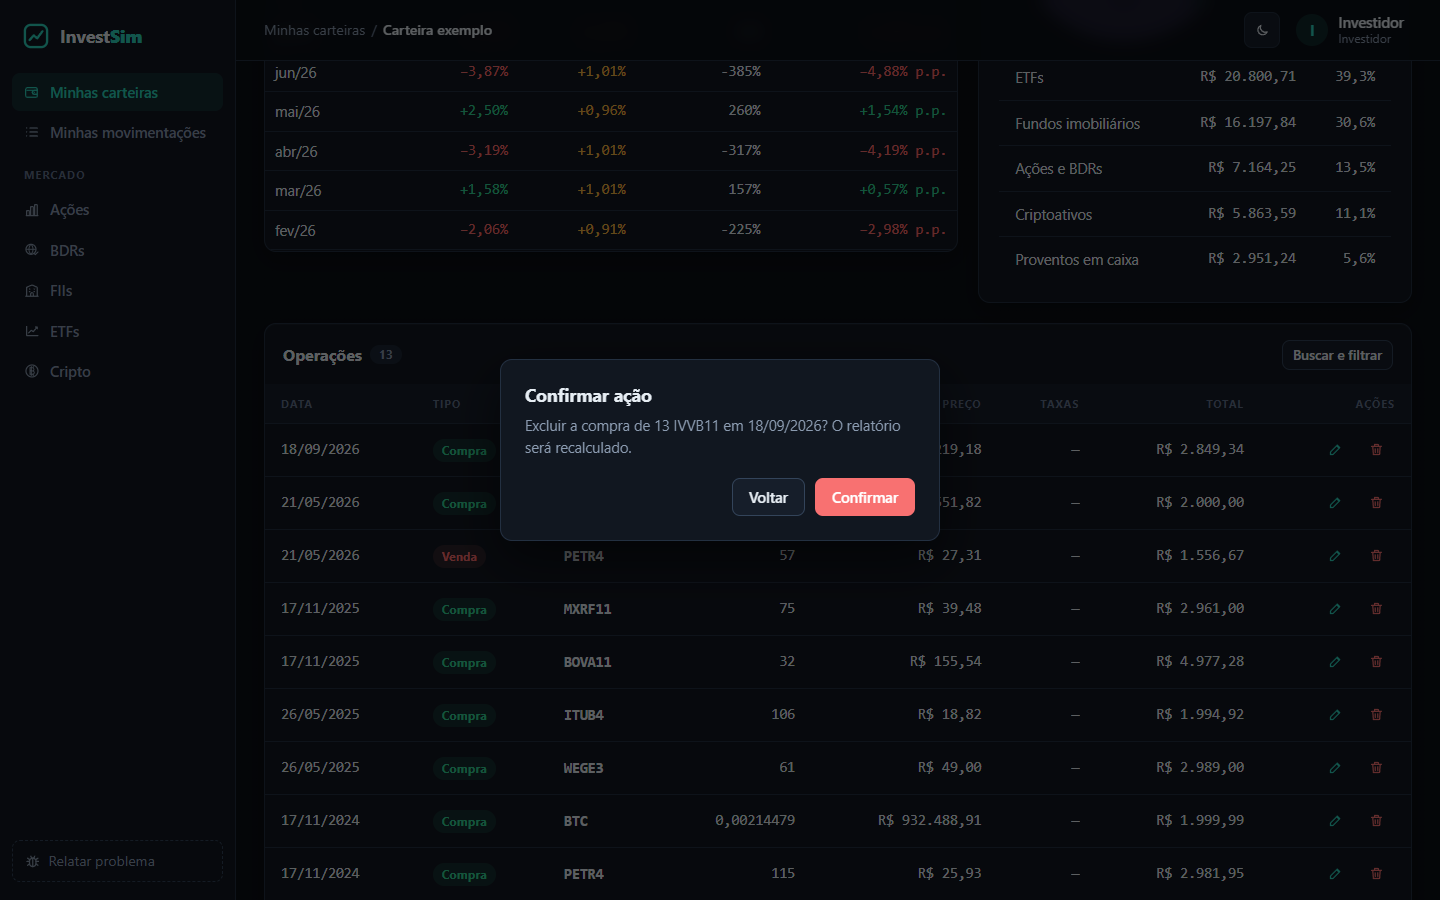 InvestSim
Minhas carteiras
Minhas movimentações
MERCADO
Ações
BDRs
FIIs
ETFs
Cripto
Relatar problema
Minhas carteiras / Carteira exemplo
I
Investidor
Investidor
jun/26 −3,87% +1,01% -385% −4,88% p.p.
mai/26 +2,50% +0,96% 260% +1,54% p.p.
abr/26 −3,19% +1,01% -317% −4,19% p.p.
mar/26 +1,58% +1,01% 157% +0,57% p.p.
fev/26 −2,06% +0,91% -225% −2,98% p.p.
ETFs R$ 20.800,71 39,3%
Fundos imobiliários R$ 16.197,84 30,6%
Ações e BDRs R$ 7.164,25 13,5%
Criptoativos R$ 5.863,59 11,1%
Proventos em caixa R$ 2.951,24 5,6%
Operações 13
Buscar e filtrar
DATA TIPO PREÇO TAXAS TOTAL AÇÕES
18/09/2026 Compra 19,18 — R$ 2.849,34
21/05/2026 Compra 51,82 — R$ 2.000,00
21/05/2026 Venda PETR4 57 R$ 27,31 — R$ 1.556,67
17/11/2025 Compra MXRF11 75 R$ 39,48 — R$ 2.961,00
17/11/2025 Compra BOVA11 32 R$ 155,54 — R$ 4.977,28
26/05/2025 Compra ITUB4 106 R$ 18,82 — R$ 1.994,92
26/05/2025 Compra WEGE3 61 R$ 49,00 — R$ 2.989,00
17/11/2024 Compra BTC 0,00214479 R$ 932.488,91 — R$ 1.999,99
17/11/2024 Compra PETR4 115 R$ 25,93 — R$ 2.981,95
Confirmar ação
Excluir a compra de 13 IVVB11 em 18/09/2026? O relatório
será recalculado.
Voltar
Confirmar